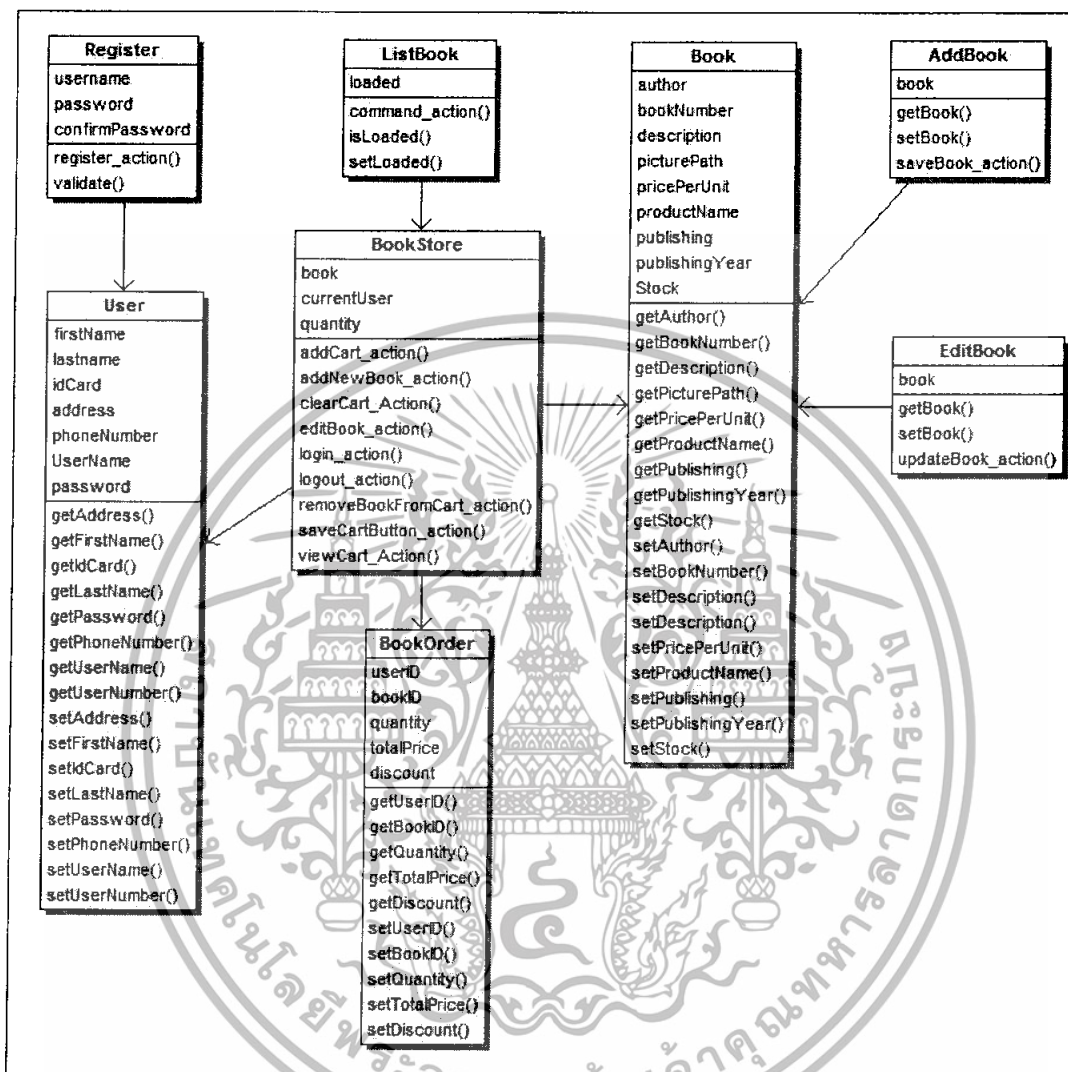 Register
username
password
confirmPassword
register_action()
validate()
ListBook
loaded
command_action()
isLoaded()
setLoaded()
Book
author
bookNumber
description
picturePath
pricePerUnit
productName
publishing
publishingYear
Stock
getAuthor()
getBookNumber()
getDescription()
getPicturePath()
getPricePerUnit()
getProductName()
getPublishing()
getPublishingYear()
getStock()
setAuthor()
setBookNumber()
setDescription()
setDescription()
setPricePerUnit()
setProductName()
setPublishing()
setPublishingYear()
setStock()
AddBook
book
getBook()
setBook()
saveBook_action()
BookStore
book
currentUser
quantity
addCart_action()
addNewBook_action()
clearCart_Action()
editBook_action()
login_action()
logout_action()
removeBookFromCart_action()
saveCartButton_action()
viewCart_Action()
User
firstName
lastname
idCard
address
phoneNumber
UserName
password
getAddress()
getFirstName()
getIdCard()
getLastName()
getPassword()
getPhoneNumber()
getUserName()
getUserNumber()
setAddress()
setFirstName()
setIdCard()
setLastName()
setPassword()
setPhoneNumber()
setUserName()
setUserNumber()
EditBook
book
getBook()
setBook()
updateBook_action()
BookOrder
userID
bookID
quantity
totalPrice
discount
getUserID()
getBookID()
getQuantity()
getTotalPrice()
getDiscount()
setUserID()
setBookID()
setQuantity()
setTotalPrice()
setDiscount()